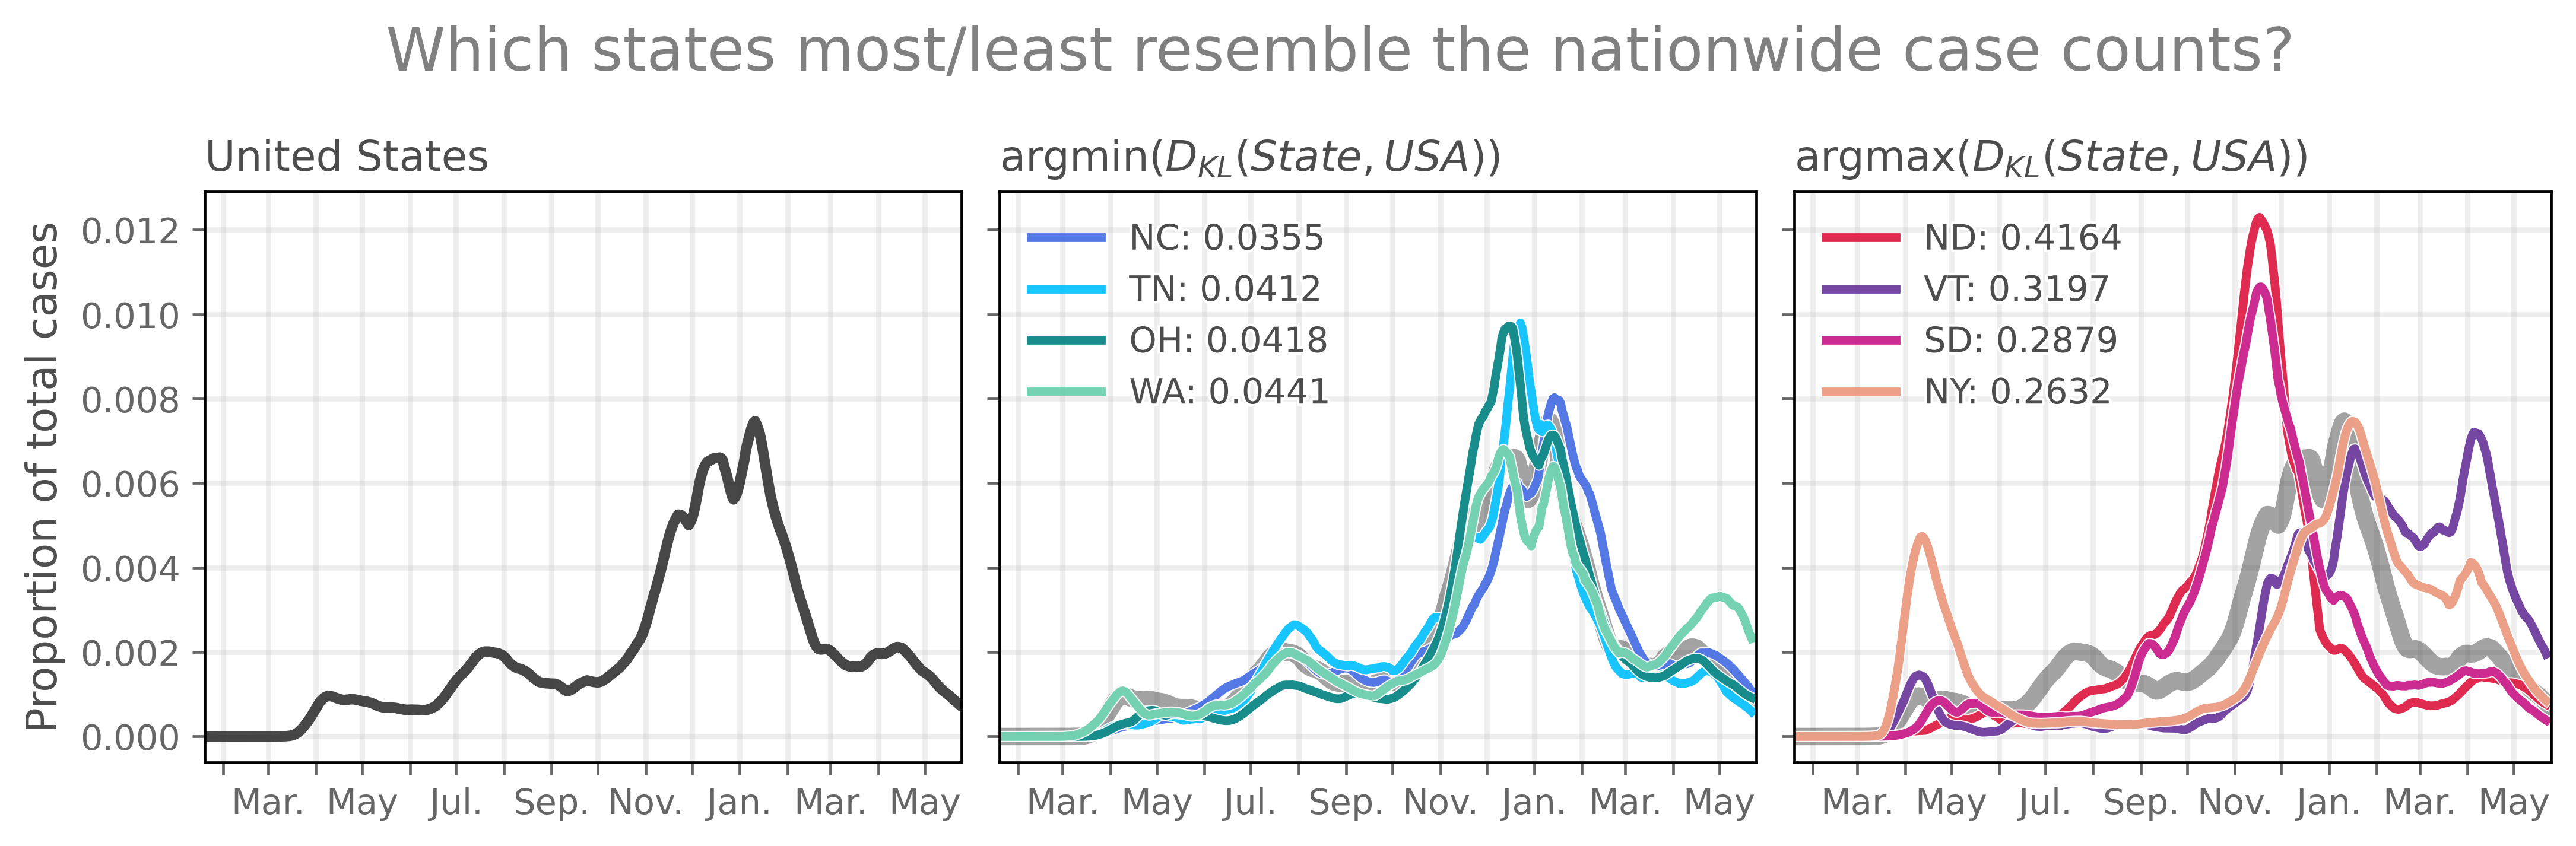 Which states most/least resemble the nationwide case counts?
United States
argmin(D_KL(State, USA))
argmax(D_KL(State, USA))
Proportion of total cases
0.012
0.010
0.008
0.006
0.004
0.002
0.000
NC: 0.0355
TN: 0.0412
OH: 0.0418
WA: 0.0441
ND: 0.4164
VT: 0.3197
SD: 0.2879
NY: 0.2632
Mar. May Jul. Sep. Nov. Jan. Mar. May
Mar. May Jul. Sep. Nov. Jan. Mar. May
Mar. May Jul. Sep. Nov. Jan. Mar. May